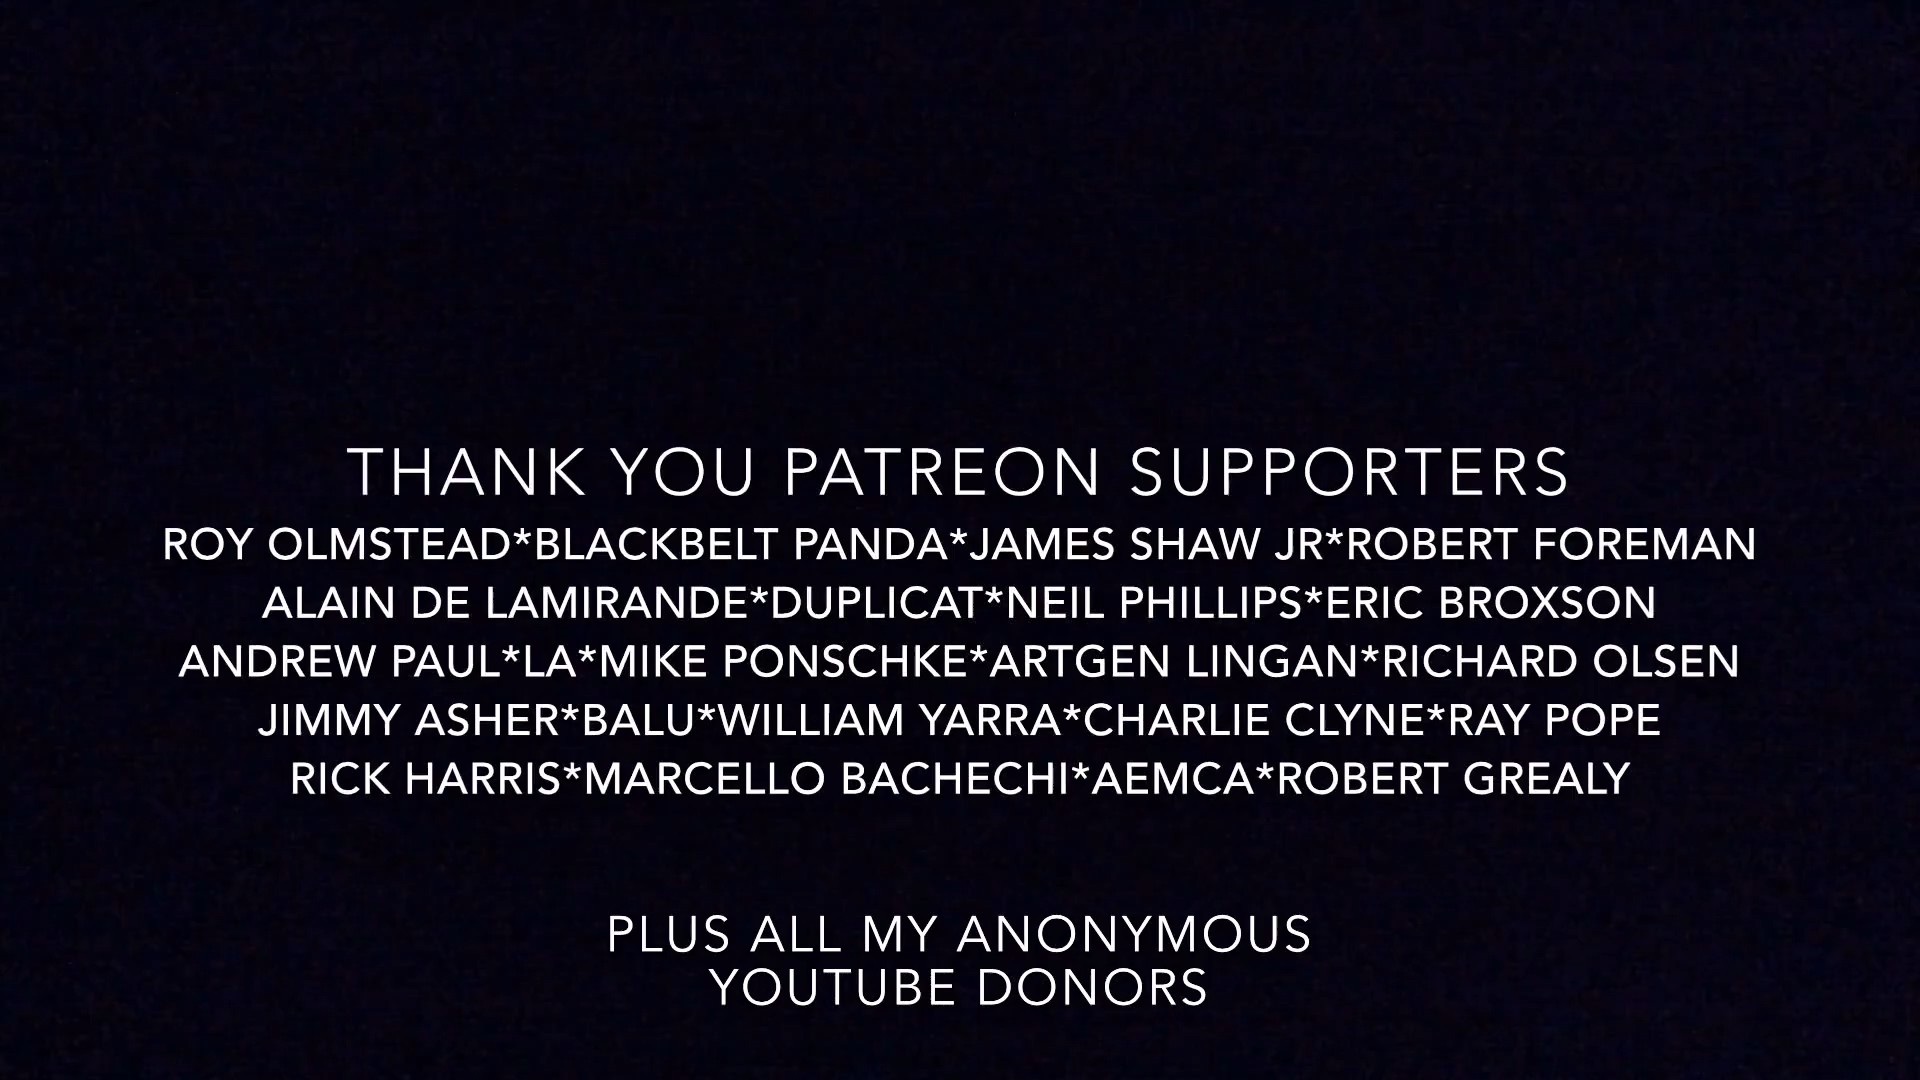 THANK YOU PATREON SUPPORTERS
ROY OLMSTEAD*BLACKBELT PANDA*JAMES SHAW JR*ROBERT FOREMAN
ALAIN DE LAMIRANDE*DUPLICAT*NEIL PHILLIPS*ERIC BROXSON
ANDREW PAUL*LA*MIKE PONSCHKE*ARTGEN LINGAN*RICHARD OLSEN
JIMMY ASHER*BALU*WILLIAM YARRA*CHARLIE CLYNE*RAY POPE
RICK HARRIS*MARCELLO BACHECHI*AEMCA*ROBERT GREALY
PLUS ALL MY ANONYMOUS
YOUTUBE DONORS